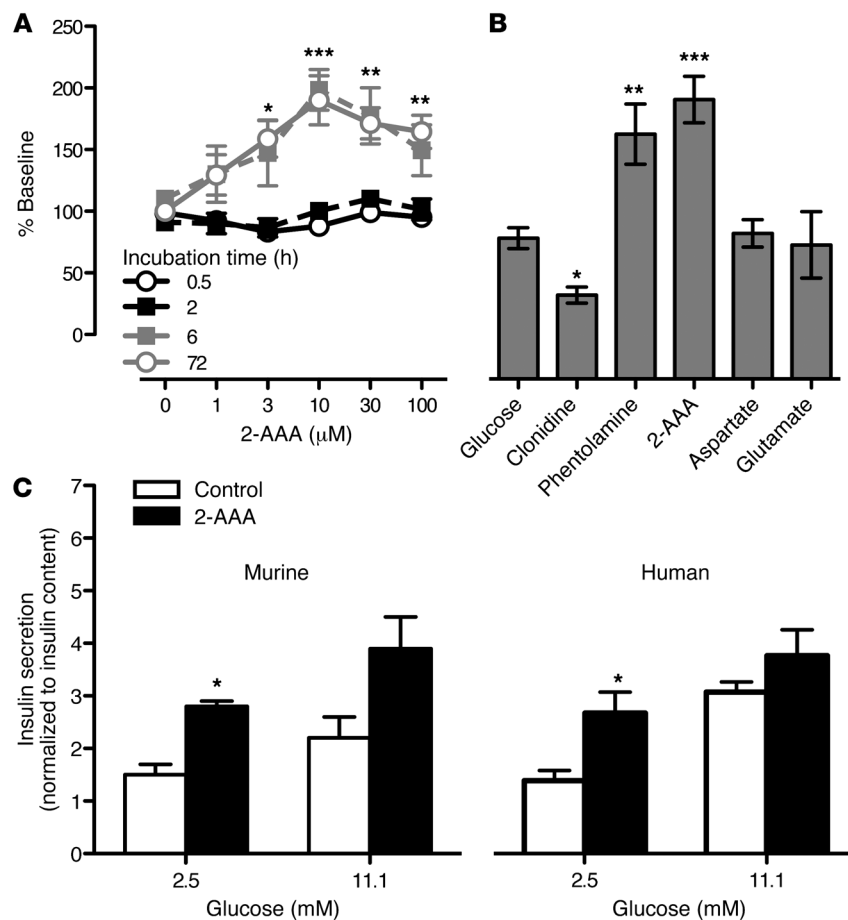 A
250
200
150
100
50
0
% Baseline
*
***
**
**
Incubation time (h)
0.5
2
6
72
0 1 3 10 30 100
2-AAA (μM)
B
*
**
***
Glucose
Clonidine
Phentolamine
2-AAA
Aspartate
Glutamate
C
7
6
5
4
3
2
1
0
Insulin secretion
(normalized to insulin content)
Control
2-AAA
Murine
*
2.5 11.1
Glucose (mM)
Human
*
2.5 11.1
Glucose (mM)